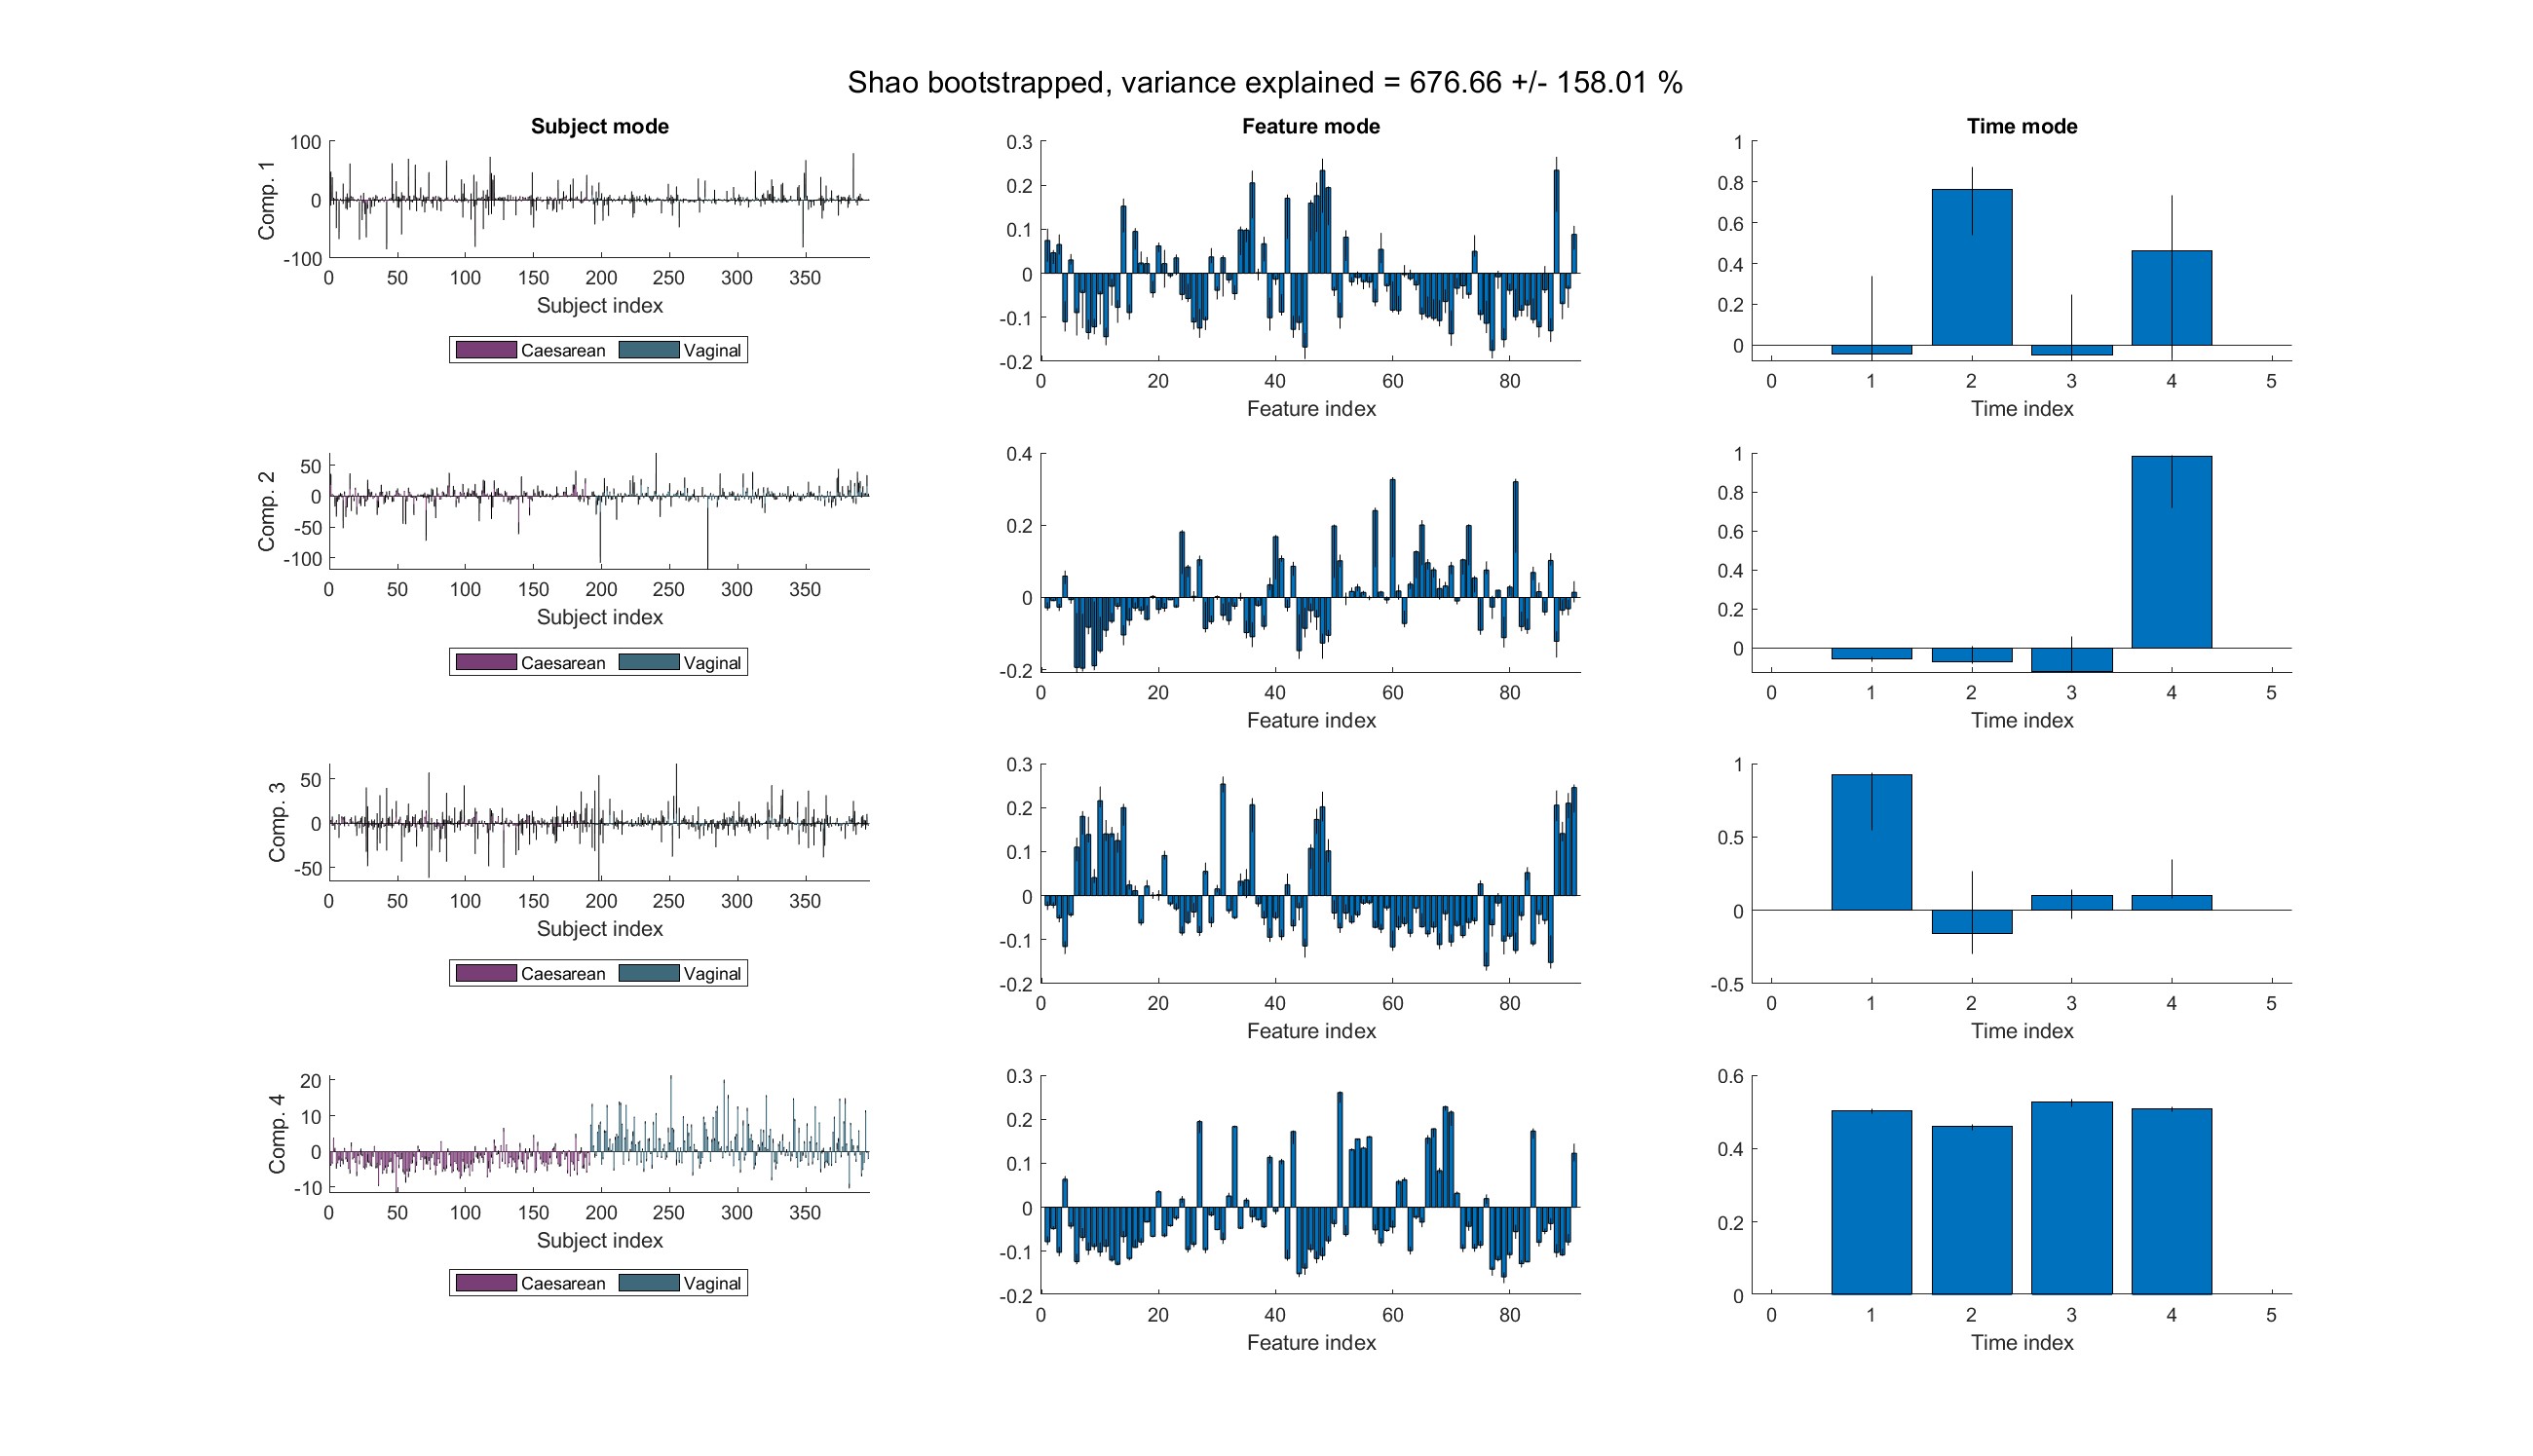 Shao bootstrapped, variance explained = 676.66 +/- 158.01 %
Subject mode
Feature mode
Time mode
Comp. 1
100
0
-100
0 50 100 150 200 250 300 350
Subject index
Caesarean Vaginal
0.3
0.2
0.1
0
-0.1
-0.2
0 20 40 60 80
Feature index
1
0.8
0.6
0.4
0.2
0
0 1 2 3 4 5
Time index
Comp. 2
50
0
-50
-100
0 50 100 150 200 250 300 350
Subject index
Caesarean Vaginal
0.4
0.2
0
-0.2
0 20 40 60 80
Feature index
1
0.8
0.6
0.4
0.2
0
0 1 2 3 4 5
Time index
Comp. 3
50
0
-50
0 50 100 150 200 250 300 350
Subject index
Caesarean Vaginal
0.3
0.2
0.1
0
-0.1
-0.2
0 20 40 60 80
Feature index
1
0.5
0
-0.5
0 1 2 3 4 5
Time index
Comp. 4
20
10
0
-10
0 50 100 150 200 250 300 350
Subject index
Caesarean Vaginal
0.3
0.2
0.1
0
-0.1
-0.2
0 20 40 60 80
Feature index
0.6
0.4
0.2
0
0 1 2 3 4 5
Time index